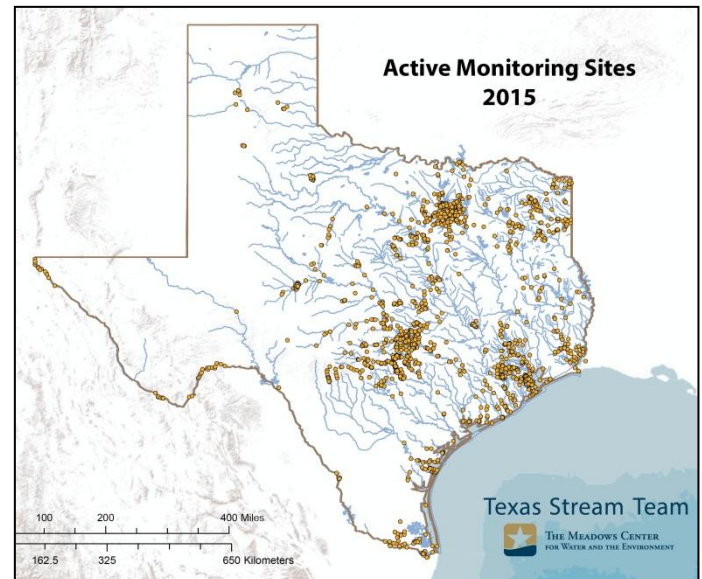 Active Monitoring Sites
2015
100 200 400 Miles
162.5 325 650 Kilometers
Texas Stream Team
THE MEADOWS CENTER
FOR WATER AND THE ENVIRONMENT